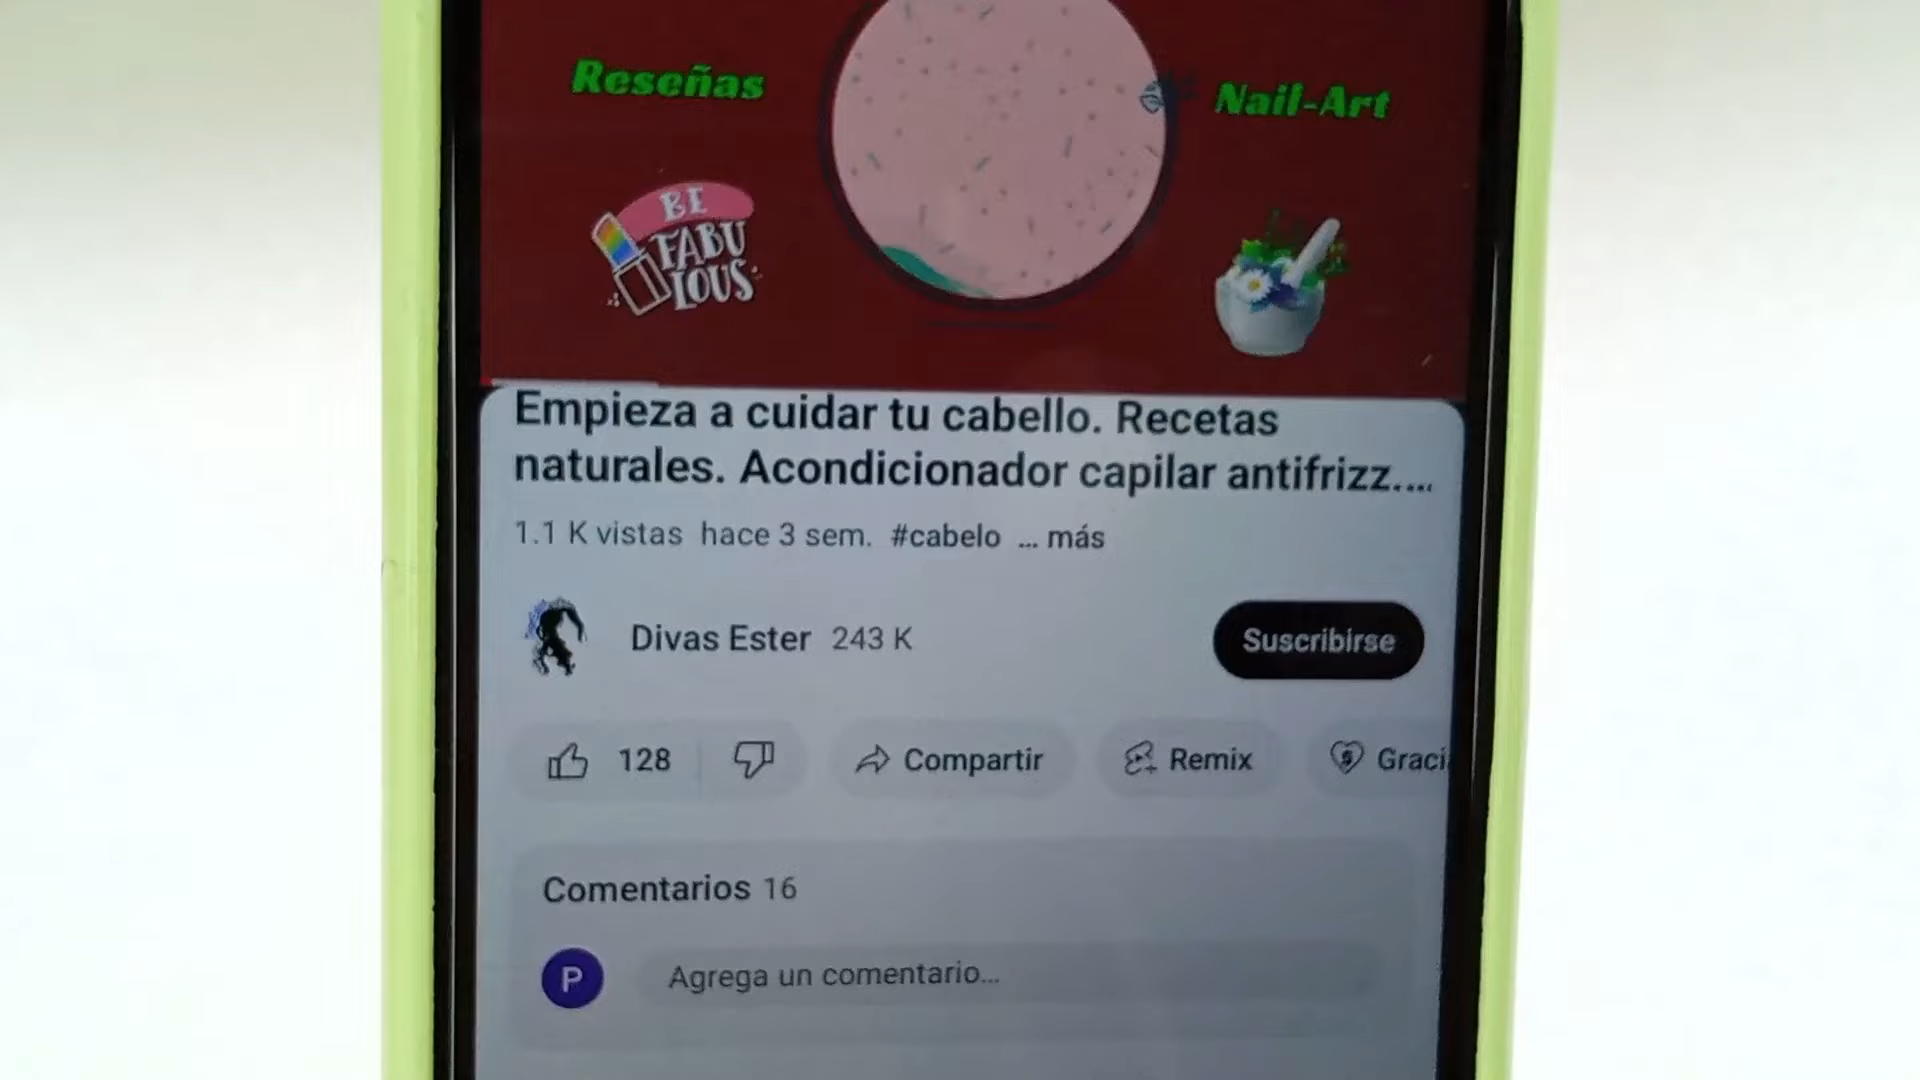 Reseñas
Nail-Art
BE
FABU
LOUS
Empieza a cuidar tu cabello. Recetas
naturales. Acondicionador capilar antifrizz....
1.1 K vistas hace 3 sem. #cabelo ... más
Divas Ester 243 K
Suscribirse
128 Compartir Remix Graci
Comentarios 16
P
Agrega un comentario...